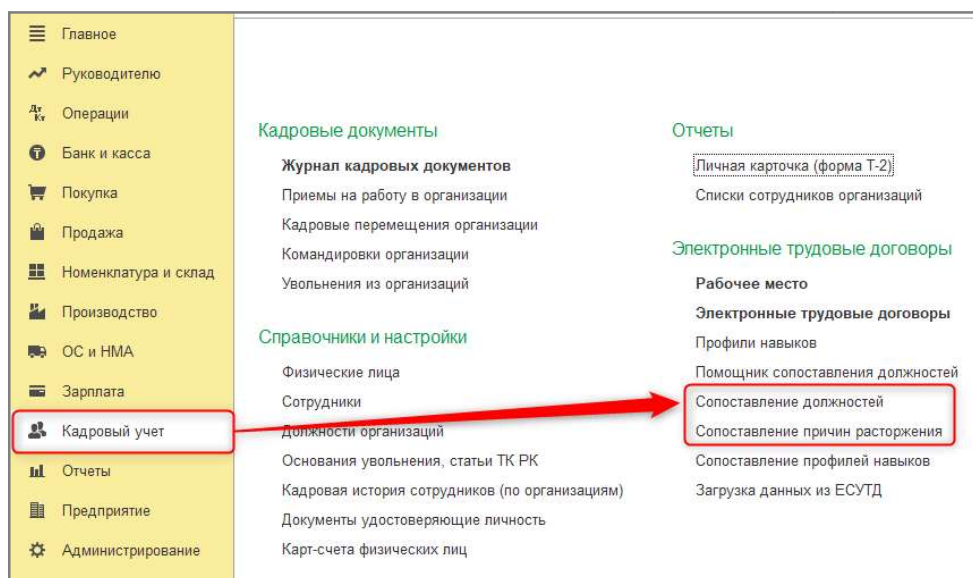 Главное
Руководителю
Дт Кт
Операции
Банк и касса
Покупка
Продажа
Номенклатура и склад
Производство
ОС и НМА
Зарплата
Кадровый учет
Отчеты
Предприятие
Администрирование
Кадровые документы
Журнал кадровых документов
Приемы на работу в организации
Кадровые перемещения организации
Командировки организации
Увольнения из организаций
Справочники и настройки
Физические лица
Сотрудники
Должности организаций
Основания увольнения, статьи ТК РК
Кадровая история сотрудников (по организациям)
Документы удостоверяющие личность
Карт-счета физических лиц
Отчеты
Личная карточка (форма Т-2)
Списки сотрудников организаций
Электронные трудовые договоры
Рабочее место
Электронные трудовые договоры
Профили навыков
Помощник сопоставления должностей
Сопоставление должностей
Сопоставление причин расторжения
Сопоставление профилей навыков
Загрузка данных из ЕСУТД